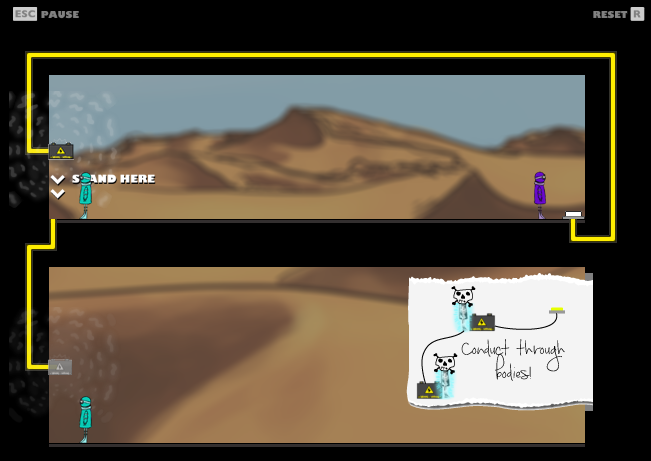 ESC PAUSE
RESET R
STAND HERE
Conduct through
bodies!